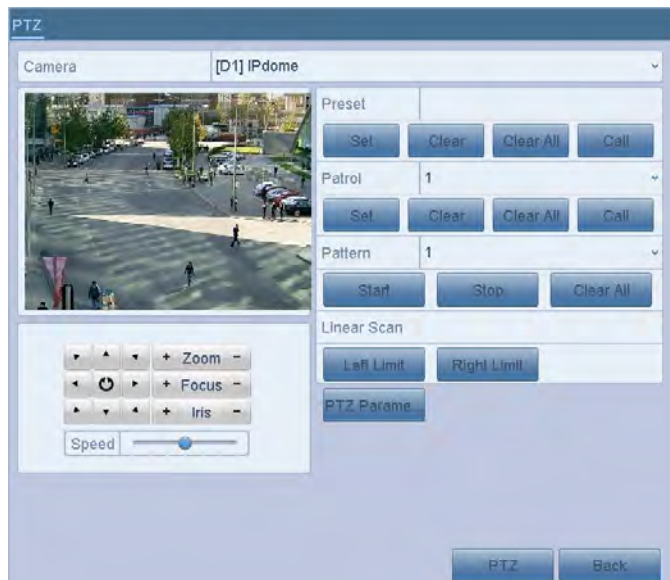 PTZ
Camera [D1] IPdome
Preset
Set Clear Clear All Call
Patrol 1
Set Clear Clear All Call
Pattern 1
Start Stop Clear All
Linear Scan
Left Limit Right Limit
PTZ Parame...
+ Zoom -
+ Focus -
+ Iris -
Speed
PTZ Back